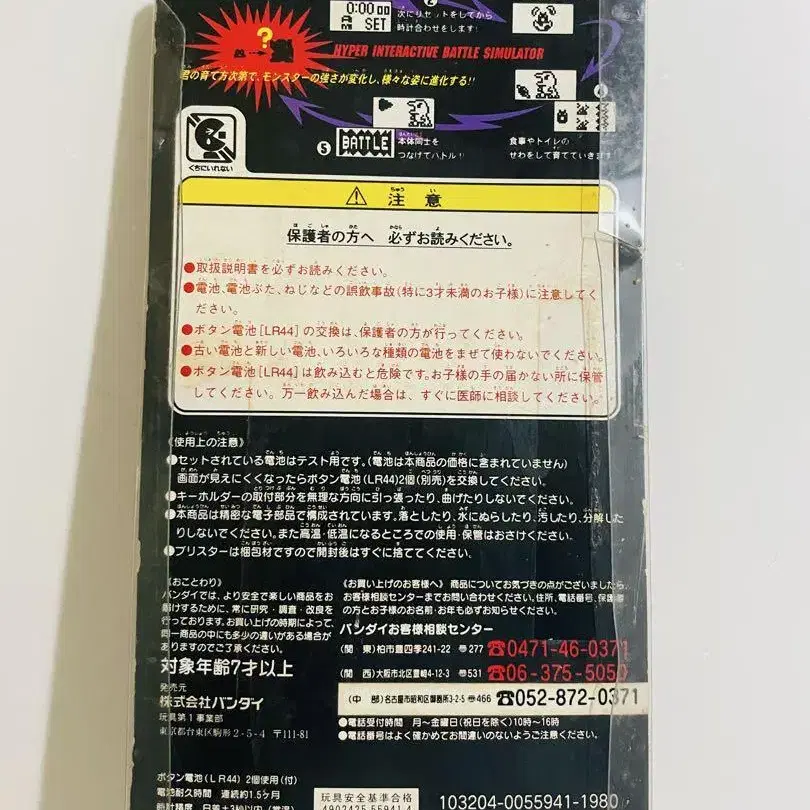 0:00 00
AM SET
次にリセットをしてから
時計合わせをします!
?
HYPER INTERACTIVE BATTLE SIMULATOR
君の育て方次第で、モンスターの強さが変化し、様々な姿に進化する!!
くちにいれない
⑤ BATTLE 本体同士を
つなげてバトル!!
食事やトイレの
せわをして育てていきます
⚠ 注意
保護者の方へ 必ずお読みください。
●取扱説明書を必ずお読みください。
●電池、電池ぶた、ねじなどの誤飲事故(特に3才未満のお子様)に注意してく
ださい。
●ボタン電池[LR44]の交換は、保護者の方が行ってください。
●古い電池と新しい電池、いろいろな種類の電池をまぜて使わないでください。
●ボタン電池[LR44]は飲み込むと危険です。お子様の手の届かない所に保管
してください。万一飲み込んだ場合は、すぐに医師に相談してください。
《使用上の注意》
●セットされている電池はテスト用です。(電池は本商品の価格に含まれていません)
画面が見えにくくなったらボタン電池(LR44)2個(別売)を交換してください。
●キーホルダーの取付部分を無理な方向に引っ張ったり、曲げたりしないでください。
●本商品は精密な電子部品で構成されています。落としたり、水にぬらしたり、汚したり、分解した
りしないでください。また高温・低温になるところでの使用・保管はおさけください。
●ブリスターは梱包材ですので開封後はすぐに捨ててください。
《おことわり》
バンダイでは、より安全で楽しい商品をお
届けするために、常に研究・調査・改良を
行っております。お買い上げの時期によって、
同一商品の中にも多少の違いがある場合が
ありますのでご了承ください。
対象年齢7才以上
発売元
株式会社バンダイ
玩具第1事業部
東京都台東区駒形2-5-4 〒111-81
《お買い上げのお客様へ》 商品についてお気づきの点がございましたら、
お客様相談センターまでお問い合わせください。住所、電話番号、保護者
の方とお子様のお名前・お年も必ずお知らせください。
バンダイお客様相談センター
(関 東)柏市豊四季241-22 〒277 ☎0471-46-0371
(関 西)大阪市北区豊崎4-12-3 〒531 ☎06-375-5050
(中 部)名古屋市昭和区御器所3-2-5 〒466 ☎052-872-0371
●電話受付時間 月〜金曜日(祝日を除く)10時〜16時
●電話番号はよく確かめてお間違いのないようご注意ください。
ボタン電池(LR44)2個使用(付)
電池耐久時間 連続約1.5ヶ月
時計精度 日差±3秒以内(常温)
玩具安全基準合格
4902425 559414
103204-0055941-1980